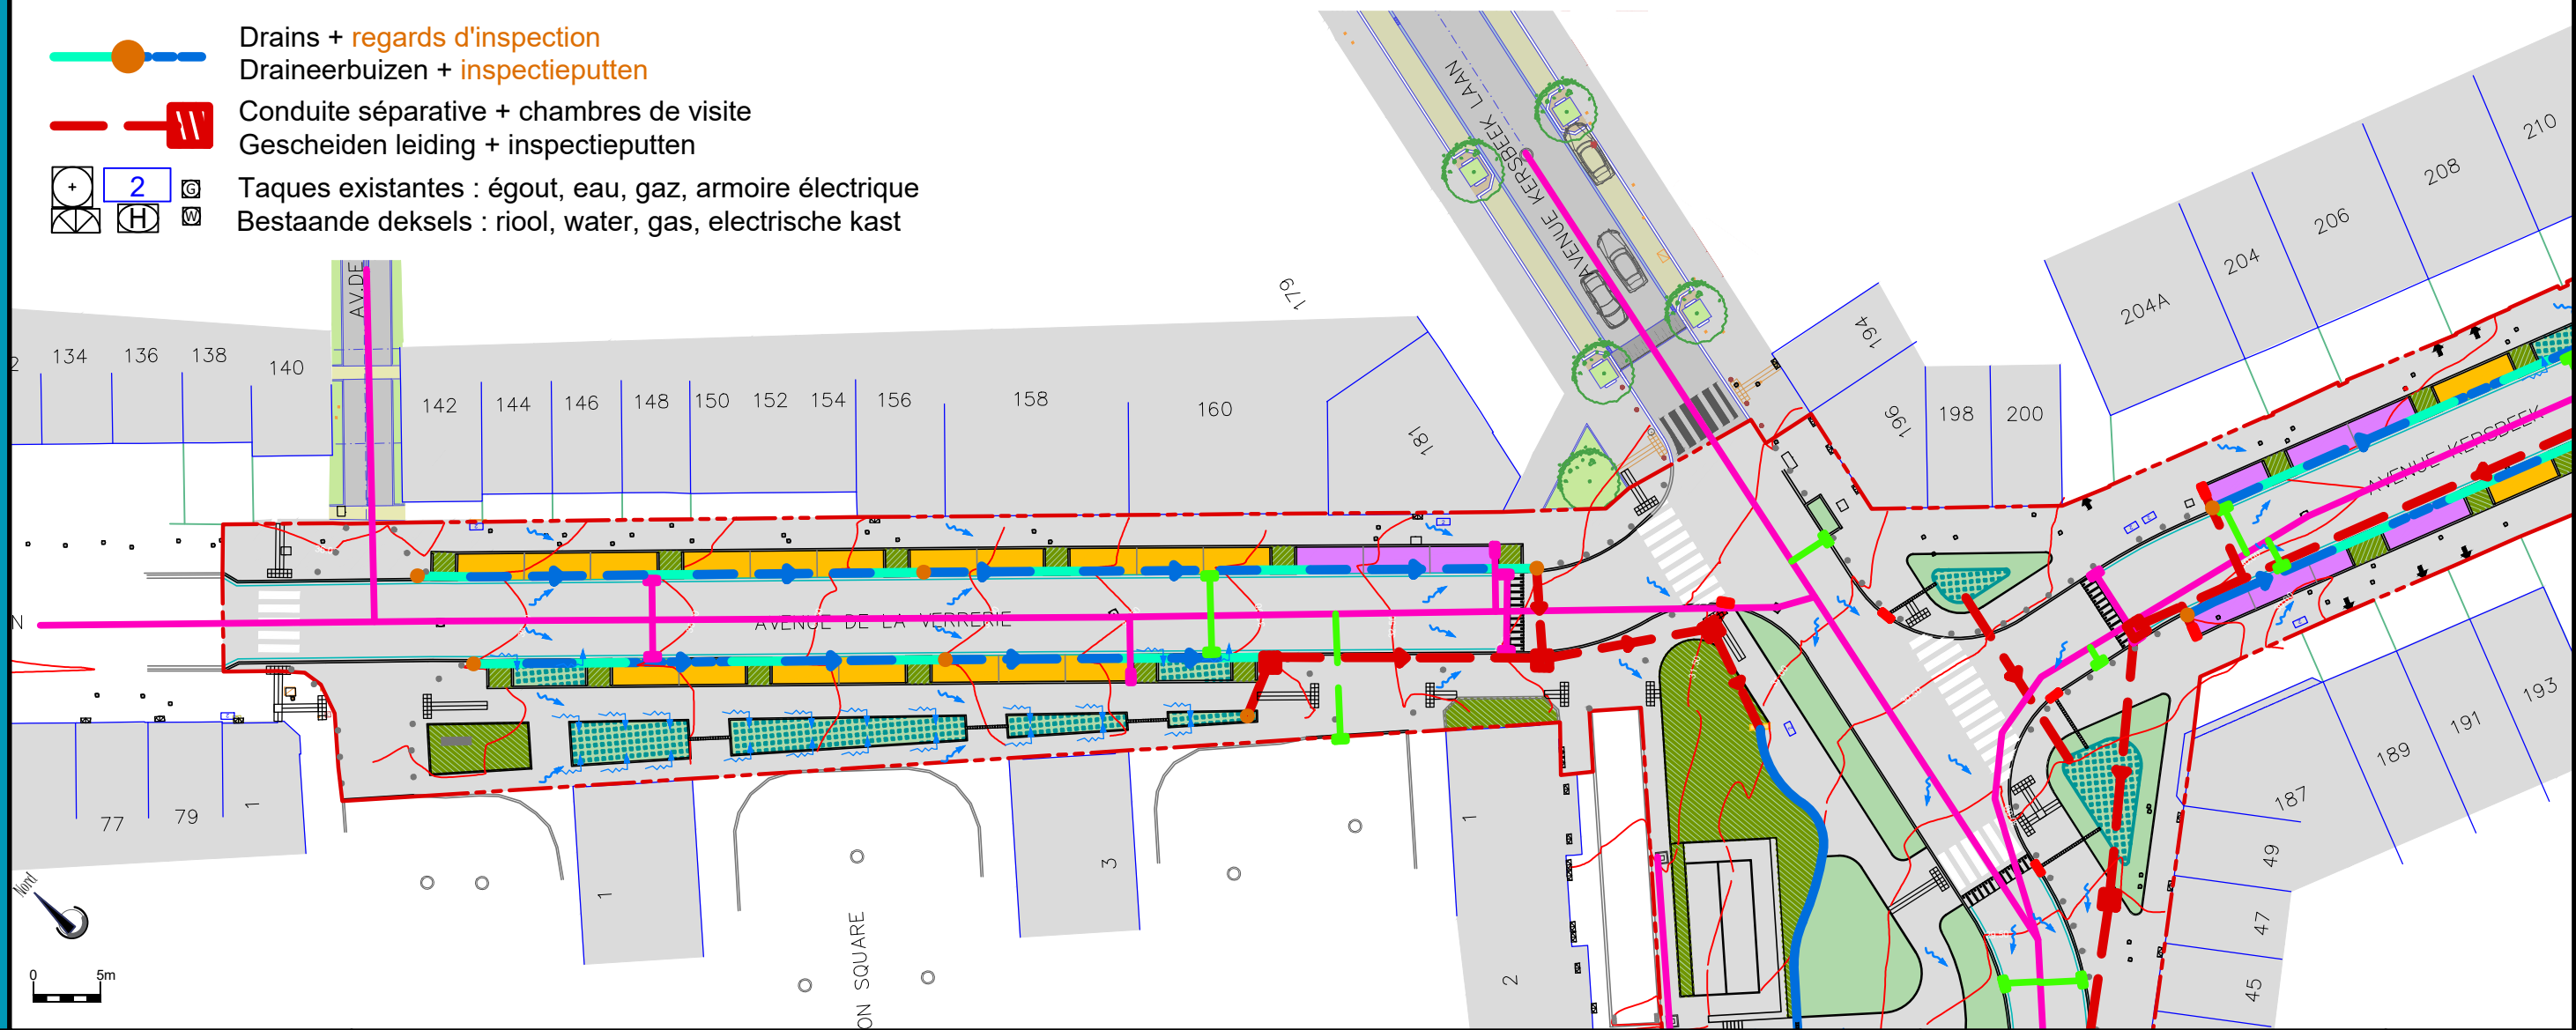 Drains + regards d'inspection
Draineerbuizen + inspectieputten
Conduite séparative + chambres de visite
Gescheiden leiding + inspectieputten
2 G
Taques existantes : égout, eau, gaz, armoire électrique
H W
Bestaande deksels : riool, water, gas, electrische kast
KERSBEEK LAAN
AVENUE KERSBEEK
AV.DE
179
210
208
206
204
204A
194
196
198
200
2
134
136
138
140
142
144
146
148
150
152
154
156
158
160
181
N
AVENUE DE LA VERRERIE
AVENUE KERSBEEK
77
79
1
1
3
1
2
193
191
189
187
49
47
45
ON SQUARE
Nord
0 5m